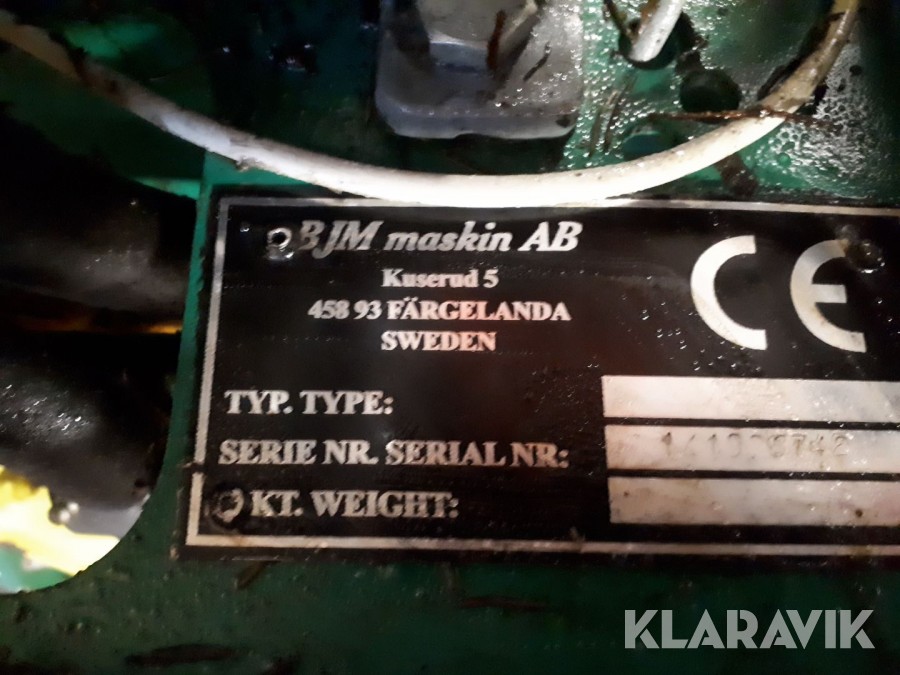 BJM maskin AB
CE
Kuserud 5
458 93 FÄRGELANDA
SWEDEN
TYP. TYPE:
SERIE NR. SERIAL NR:
KT. WEIGHT:
KLARAVIK